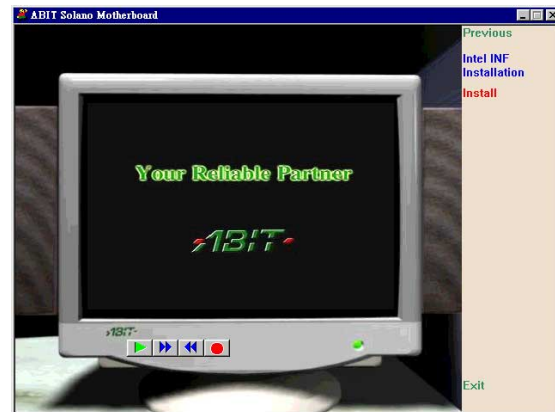 ABIT Solano Motherboard
Previous
Intel INF
Installation
Install
Your Reliable Partner
ABIT
ABIT
Exit